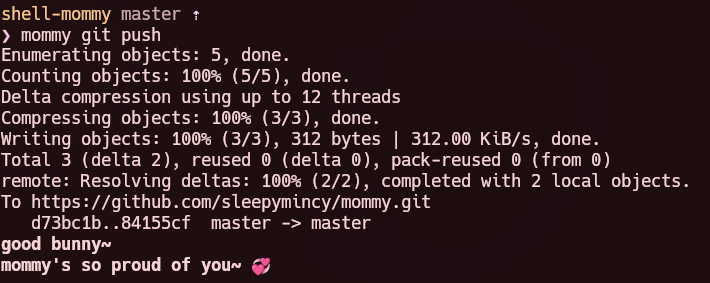 shell-mommy master ↑
❯ mommy git push
Enumerating objects: 5, done.
Counting objects: 100% (5/5), done.
Delta compression using up to 12 threads
Compressing objects: 100% (3/3), done.
Writing objects: 100% (3/3), 312 bytes | 312.00 KiB/s, done.
Total 3 (delta 2), reused 0 (delta 0), pack-reused 0 (from 0)
remote: Resolving deltas: 100% (2/2), completed with 2 local objects.
To https://github.com/sleepymincy/mommy.git
   d73bc1b..84155cf  master -> master
good bunny~
mommy's so proud of you~ 💞